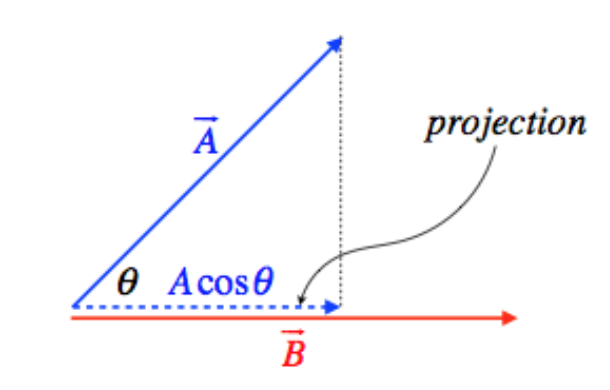 projection
A⃗
θ
A cos θ
B⃗